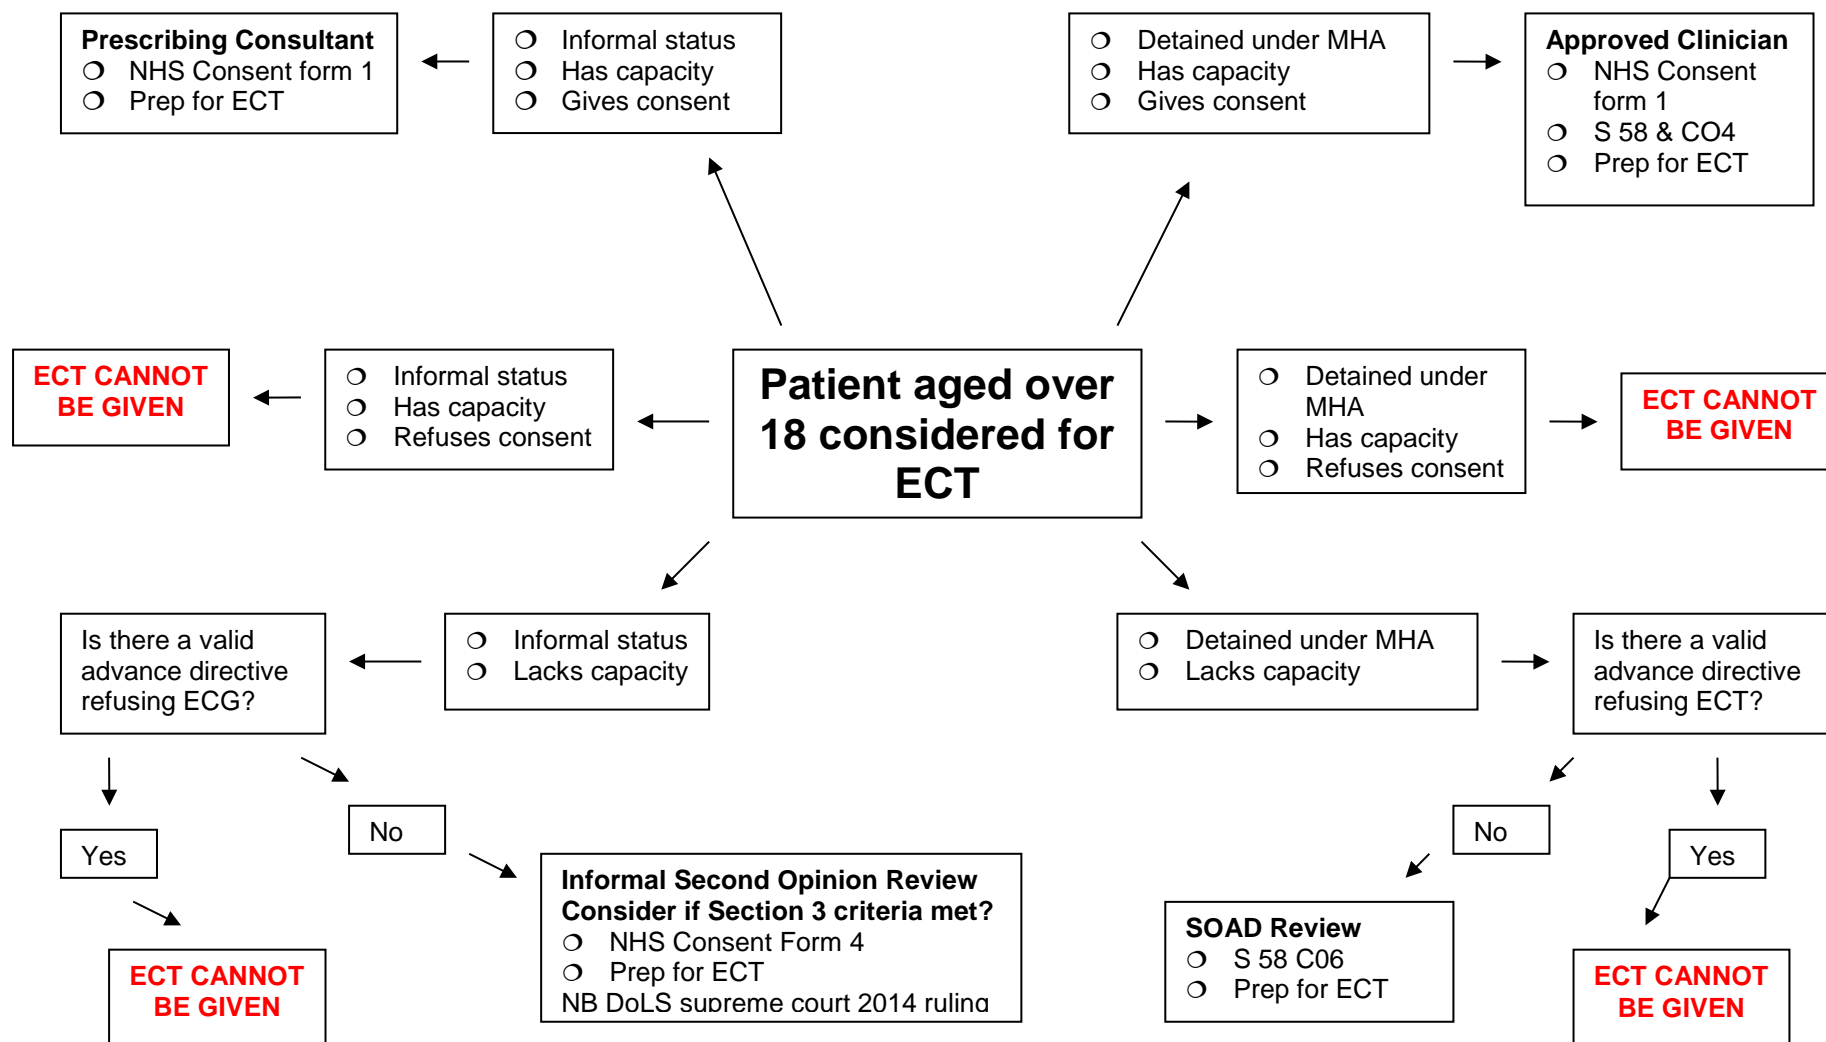 Prescribing Consultant
NHS Consent form 1
Prep for ECT
Informal status
Has capacity
Gives consent
Detained under MHA
Has capacity
Gives consent
Approved Clinician
NHS Consent
form 1
S 58 & CO4
Prep for ECT
ECT CANNOT
BE GIVEN
Informal status
Has capacity
Refuses consent
Patient aged over
18 considered for
ECT
Detained under
MHA
Has capacity
Refuses consent
ECT CANNOT
BE GIVEN
Is there a valid
advance directive
refusing ECG?
Informal status
Lacks capacity
Detained under MHA
Lacks capacity
Is there a valid
advance directive
refusing ECT?
Yes
No
No
Yes
ECT CANNOT
BE GIVEN
Informal Second Opinion Review
Consider if Section 3 criteria met?
NHS Consent Form 4
Prep for ECT
NB DoLS supreme court 2014 ruling
SOAD Review
S 58 C06
Prep for ECT
ECT CANNOT
BE GIVEN